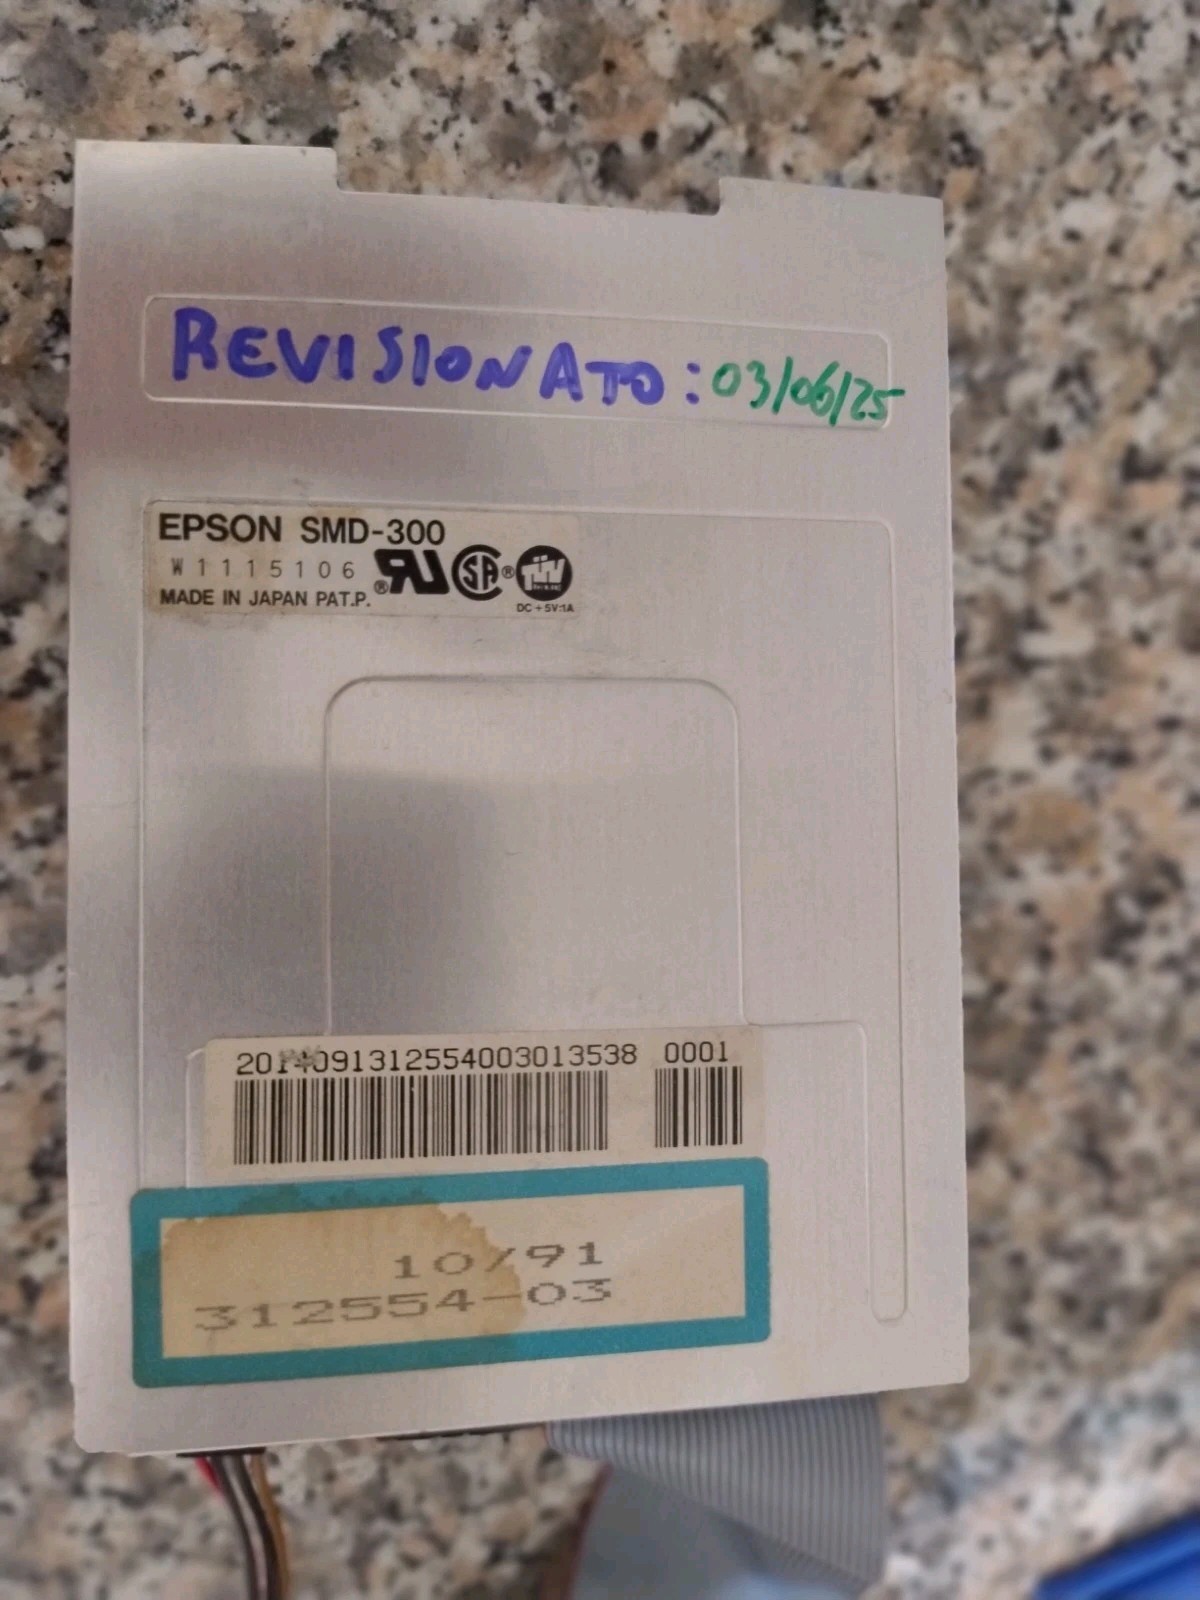 REVISIONATO: 03/06/25
EPSON SMD-300
W1115106
MADE IN JAPAN PAT.P.
DC+5V:1A
0001
10/91
312554-03